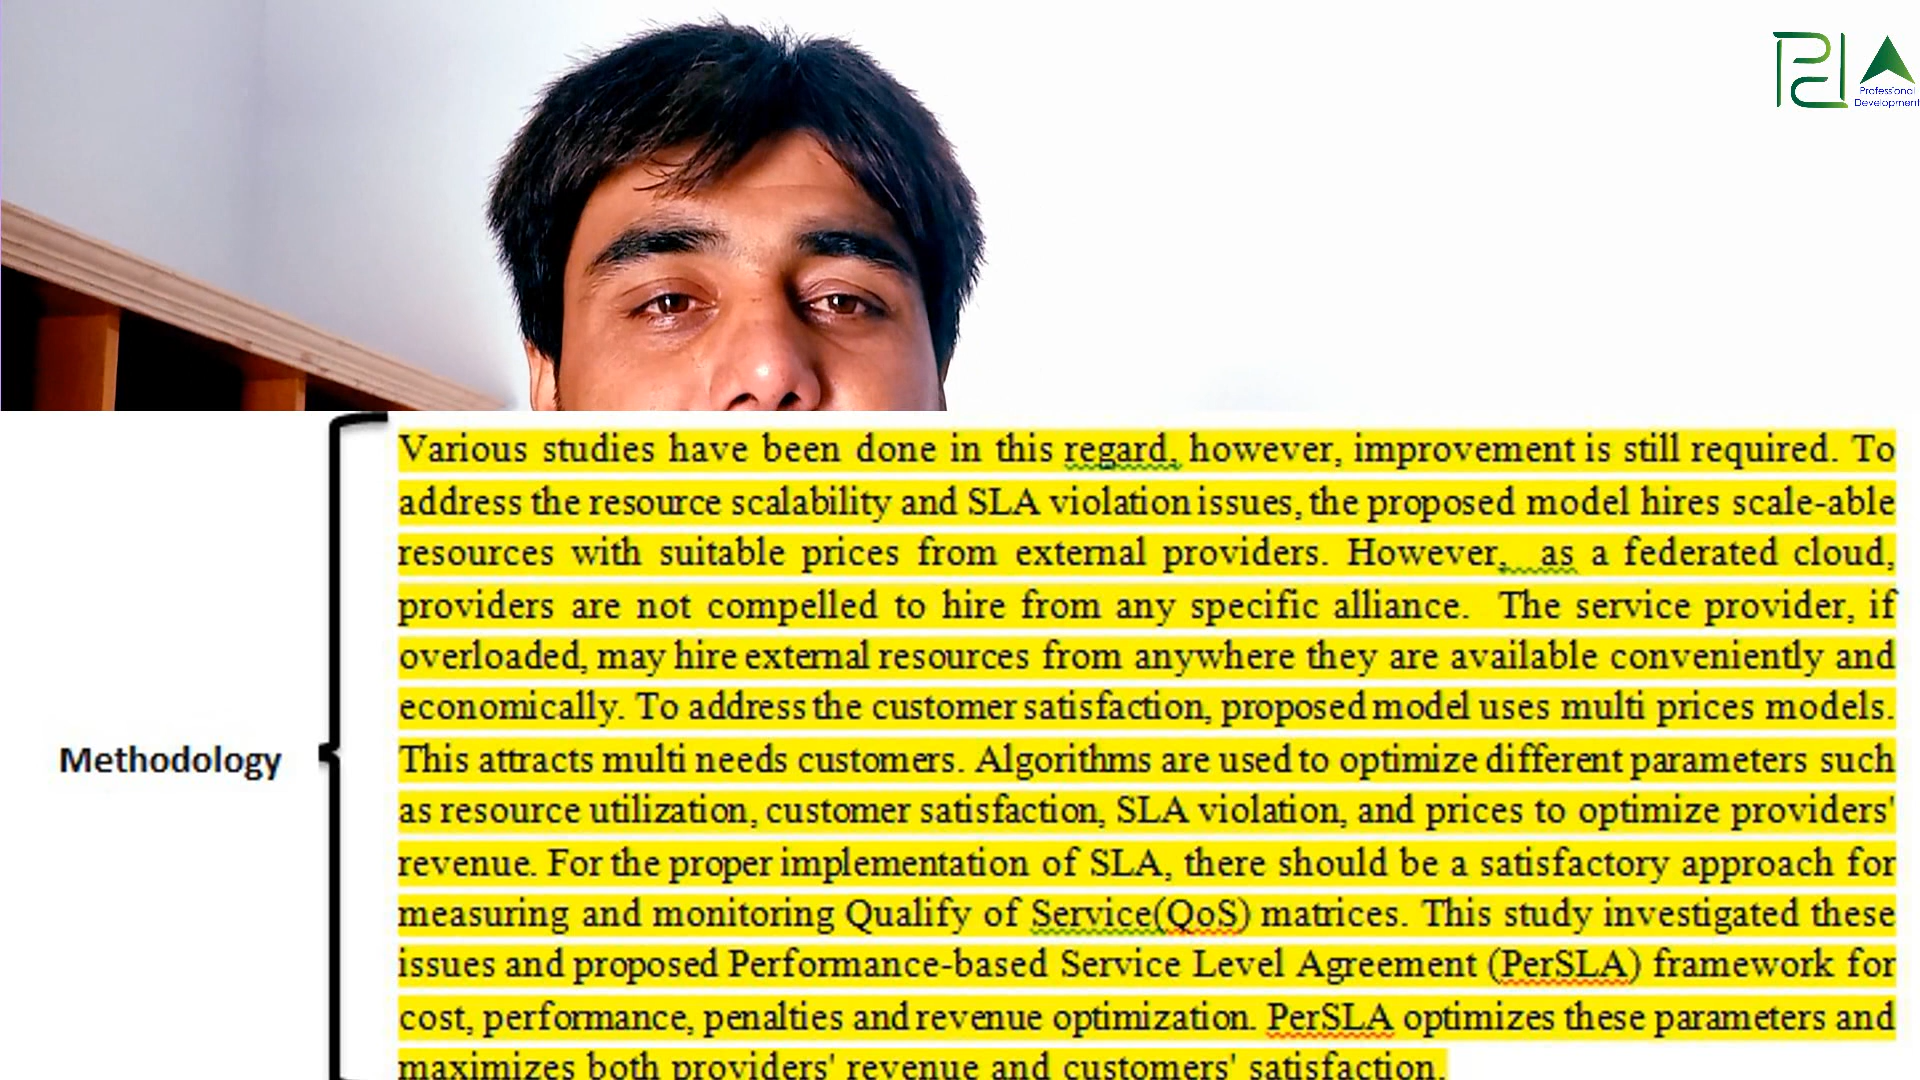 Professional
Development
Various studies have been done in this regard, however, improvement is still required. To
address the resource scalability and SLA violation issues, the proposed model hires scale-able
resources with suitable prices from external providers. However,  as a federated cloud,
providers are not compelled to hire from any specific alliance.  The service provider, if
overloaded, may hire external resources from anywhere they are available conveniently and
economically. To address the customer satisfaction, proposed model uses multi prices models.
Methodology
This attracts multi needs customers. Algorithms are used to optimize different parameters such
as resource utilization, customer satisfaction, SLA violation, and prices to optimize providers'
revenue. For the proper implementation of SLA, there should be a satisfactory approach for
measuring and monitoring Qualify of Service(QoS) matrices. This study investigated these
issues and proposed Performance-based Service Level Agreement (PerSLA) framework for
cost, performance, penalties and revenue optimization. PerSLA optimizes these parameters and
maximizes both providers' revenue and customers' satisfaction.